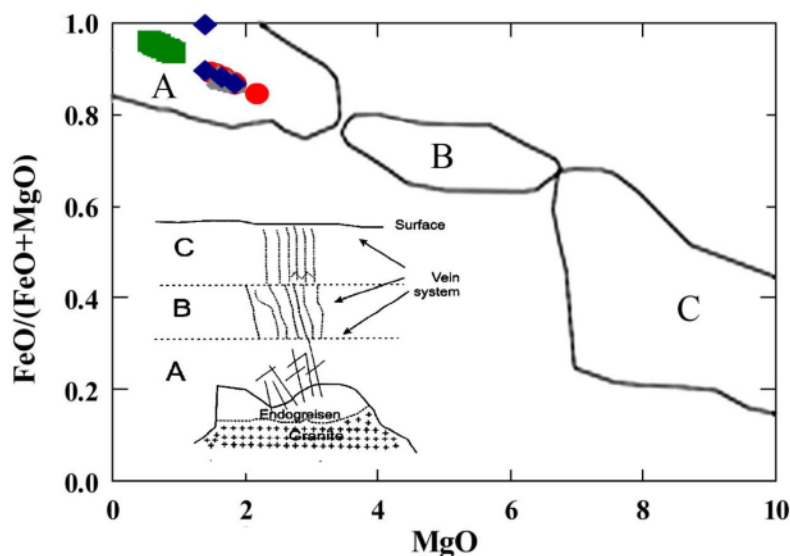 1.0
0.8
0.6
0.4
0.2
0.0
FeO/(FeO+MgO)
A
B
C
Surface
C
Vein
system
B
A
Endogreisen
Granite
0
2
4
6
8
10
MgO